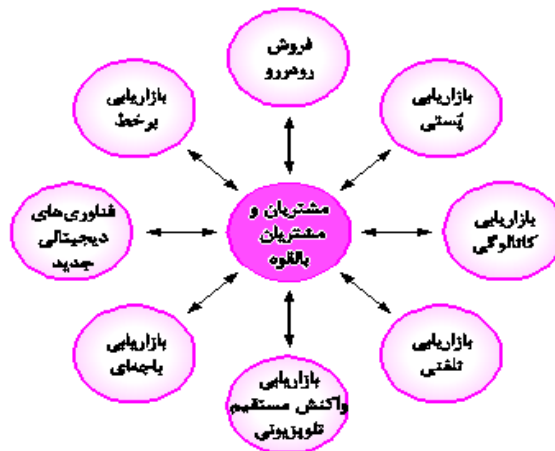 فروش
رودررو
بازاریابی
پُستی
بازاریابی
کاتالوگی
بازاریابی
تلفنی
بازاریابی
واکنش مستقیم
تلویزیونی
بازاریابی
باجه‌ای
فناوری‌های
دیجیتالی
جدید
بازاریابی
برخط
مشتریان و
مشتریان
بالقوه